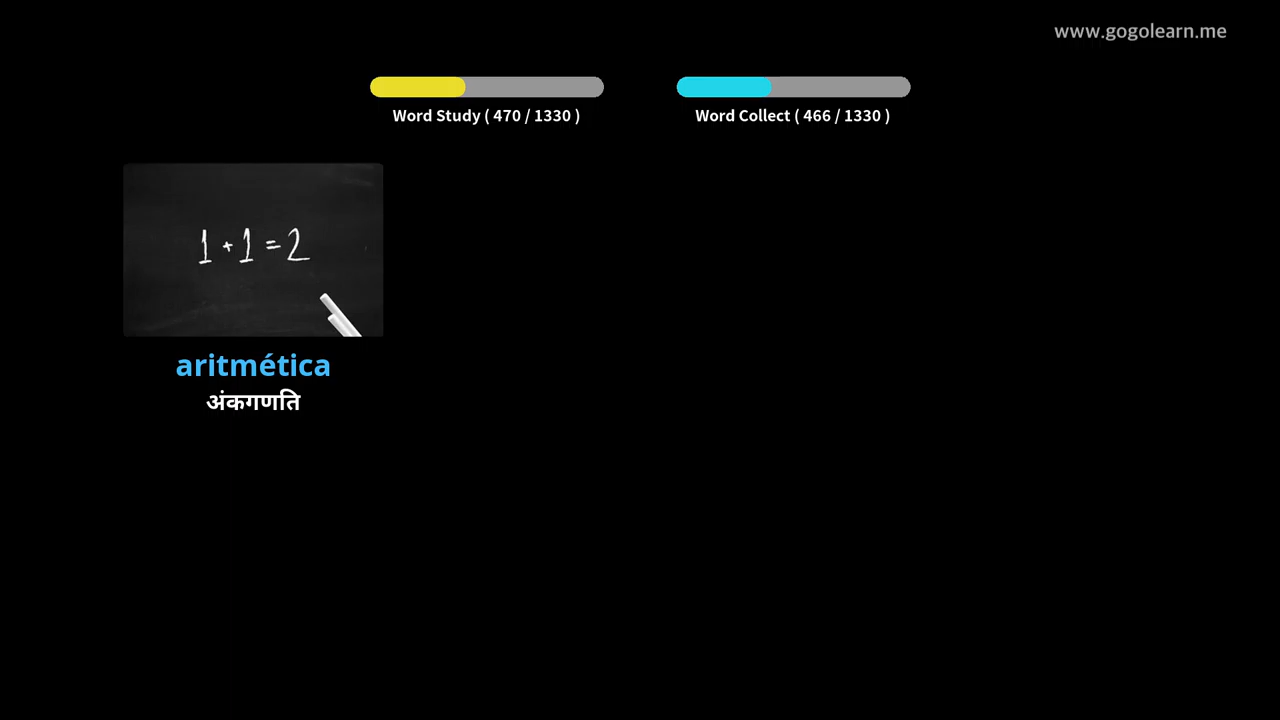 www.gogolearn.me
Word Study ( 470 / 1330 )
Word Collect ( 466 / 1330 )
1 + 1 = 2
aritmética
अंकगणति